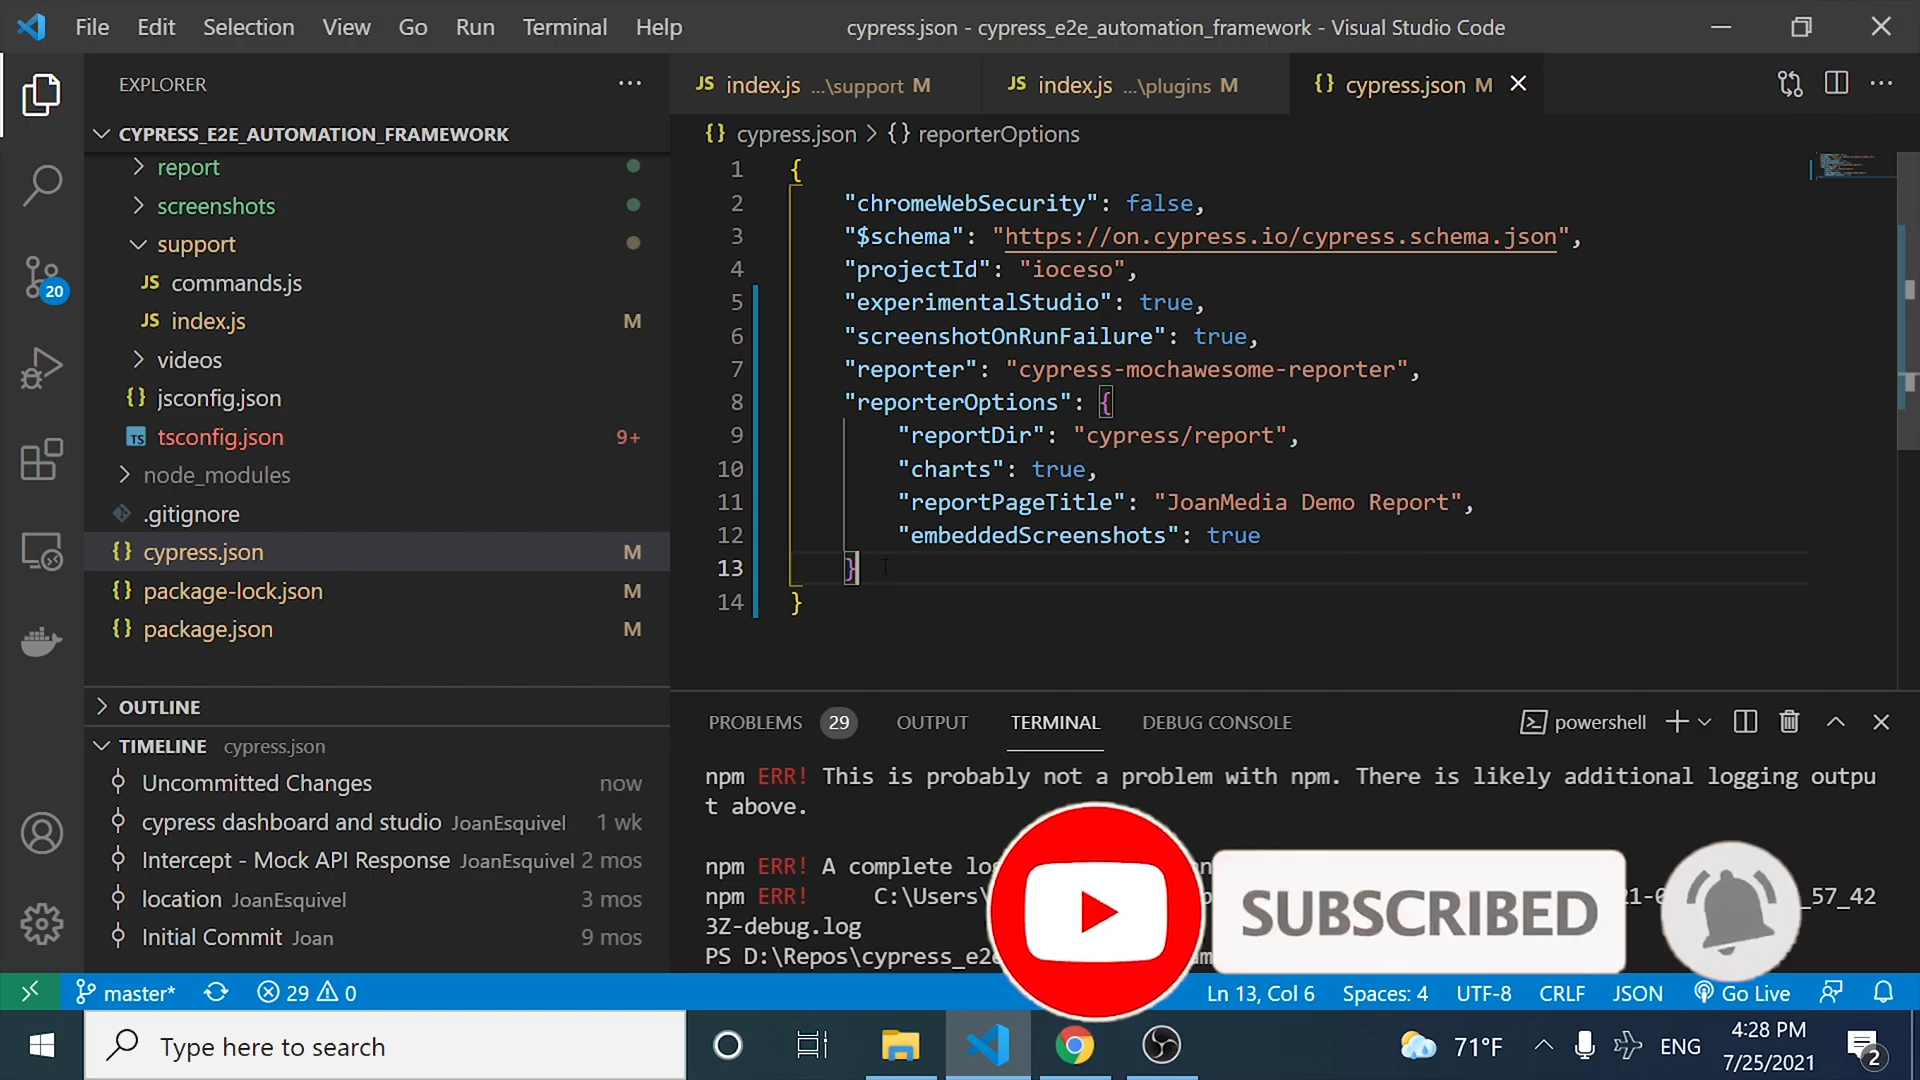 File Edit Selection View Go Run Terminal Help
cypress.json - cypress_e2e_automation_framework - Visual Studio Code
EXPLORER
CYPRESS_E2E_AUTOMATION_FRAMEWORK
report
screenshots
support
JS commands.js
JS index.js M
videos
{} jsconfig.json
TS tsconfig.json 9+
node_modules
.gitignore
{} cypress.json M
{} package-lock.json M
{} package.json M
20
OUTLINE
TIMELINE cypress.json
Uncommitted Changes now
cypress dashboard and studio JoanEsquivel 1 wk
Intercept - Mock API Response JoanEsquivel 2 mos
location JoanEsquivel 3 mos
Initial Commit Joan 9 mos
JS index.js ...\support M JS index.js ...\plugins M {} cypress.json M
{} cypress.json > {} reporterOptions
1 {
2 "chromeWebSecurity": false,
3 "$schema": "https://on.cypress.io/cypress.schema.json",
4 "projectId": "ioceso",
5 "experimentalStudio": true,
6 "screenshotOnRunFailure": true,
7 "reporter": "cypress-mochawesome-reporter",
8 "reporterOptions": {
9 "reportDir": "cypress/report",
10 "charts": true,
11 "reportPageTitle": "JoanMedia Demo Report",
12 "embeddedScreenshots": true
13 }
14 }
PROBLEMS 29 OUTPUT TERMINAL DEBUG CONSOLE
powershell
npm ERR! This is probably not a problem with npm. There is likely additional logging outpu
t above.
npm ERR! A complete lo
npm ERR! C:\Users\ _57_42
3Z-debug.log
PS D:\Repos\cypress_e2e
SUBSCRIBED
master* 29 0
Ln 13, Col 6 Spaces: 4 UTF-8 CRLF JSON Go Live
Type here to search
71°F ENG
4:28 PM
7/25/2021
2